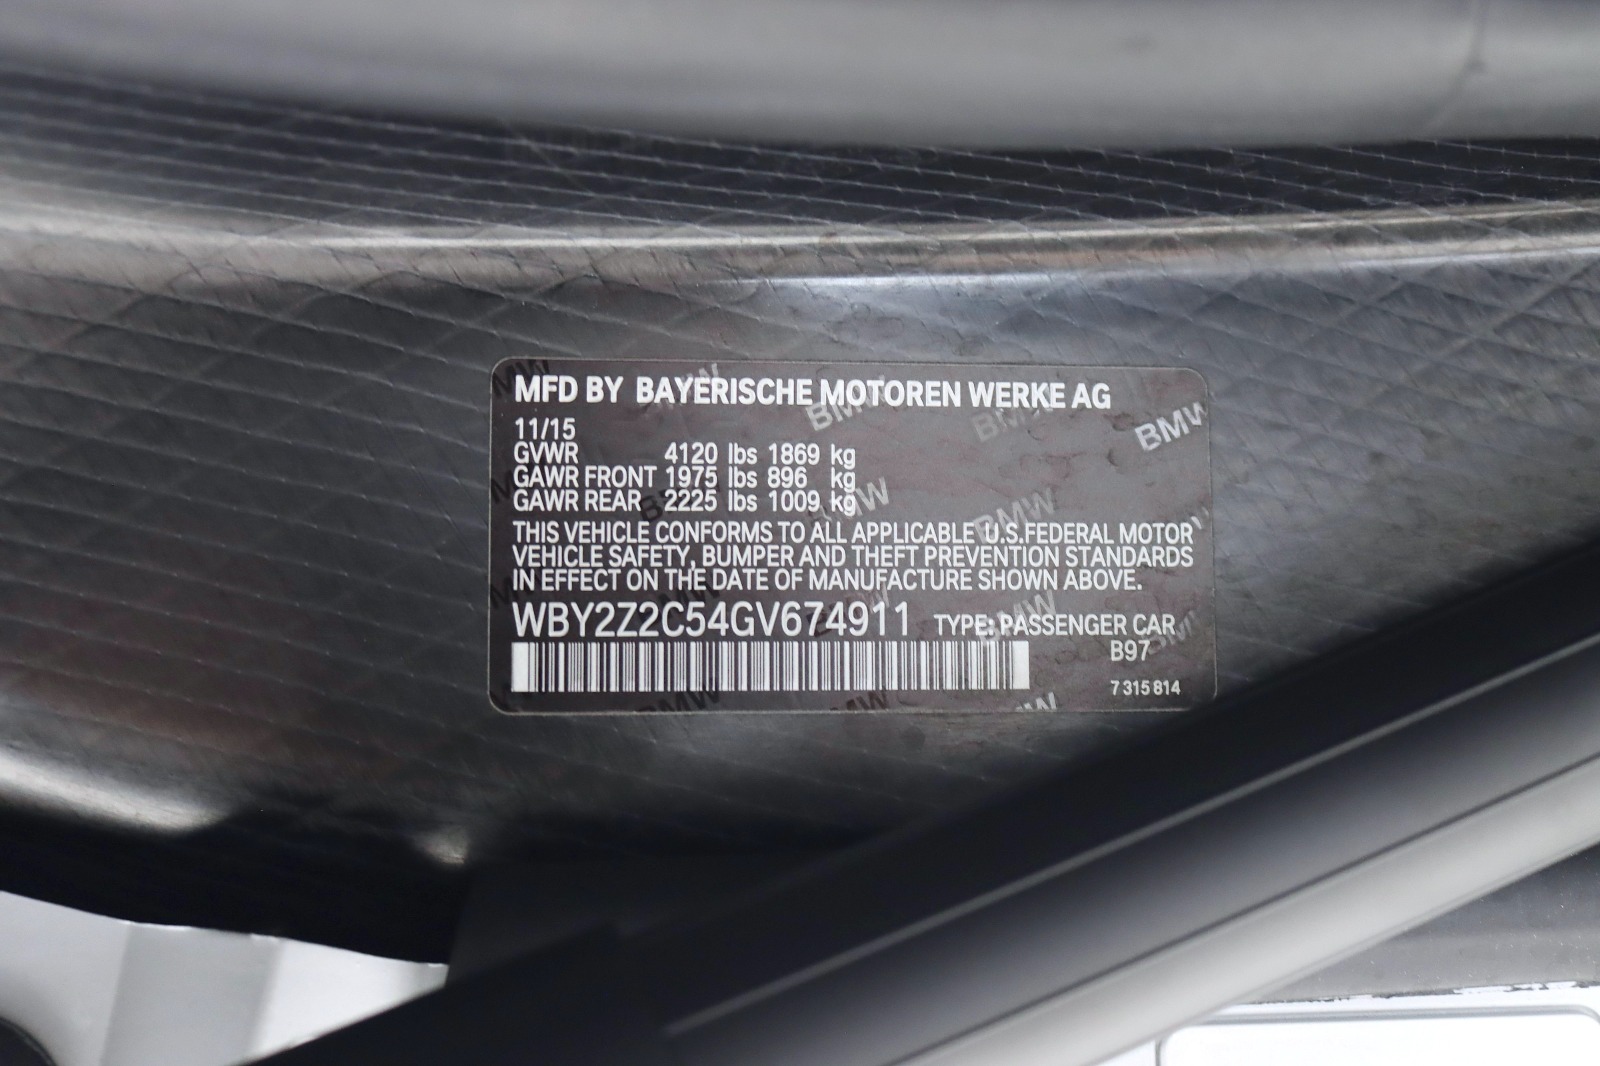 MFD BY BAYERISCHE MOTOREN WERKE AG
11/15
GVWR 4120 lbs 1869 kg
GAWR FRONT 1975 lbs 896 kg
GAWR REAR 2225 lbs 1009 kg
THIS VEHICLE CONFORMS TO ALL APPLICABLE U.S.FEDERAL MOTOR
VEHICLE SAFETY, BUMPER AND THEFT PREVENTION STANDARDS
IN EFFECT ON THE DATE OF MANUFACTURE SHOWN ABOVE.
WBY2Z2C54GV674911 TYPE: PASSENGER CAR
B97
7 315 814